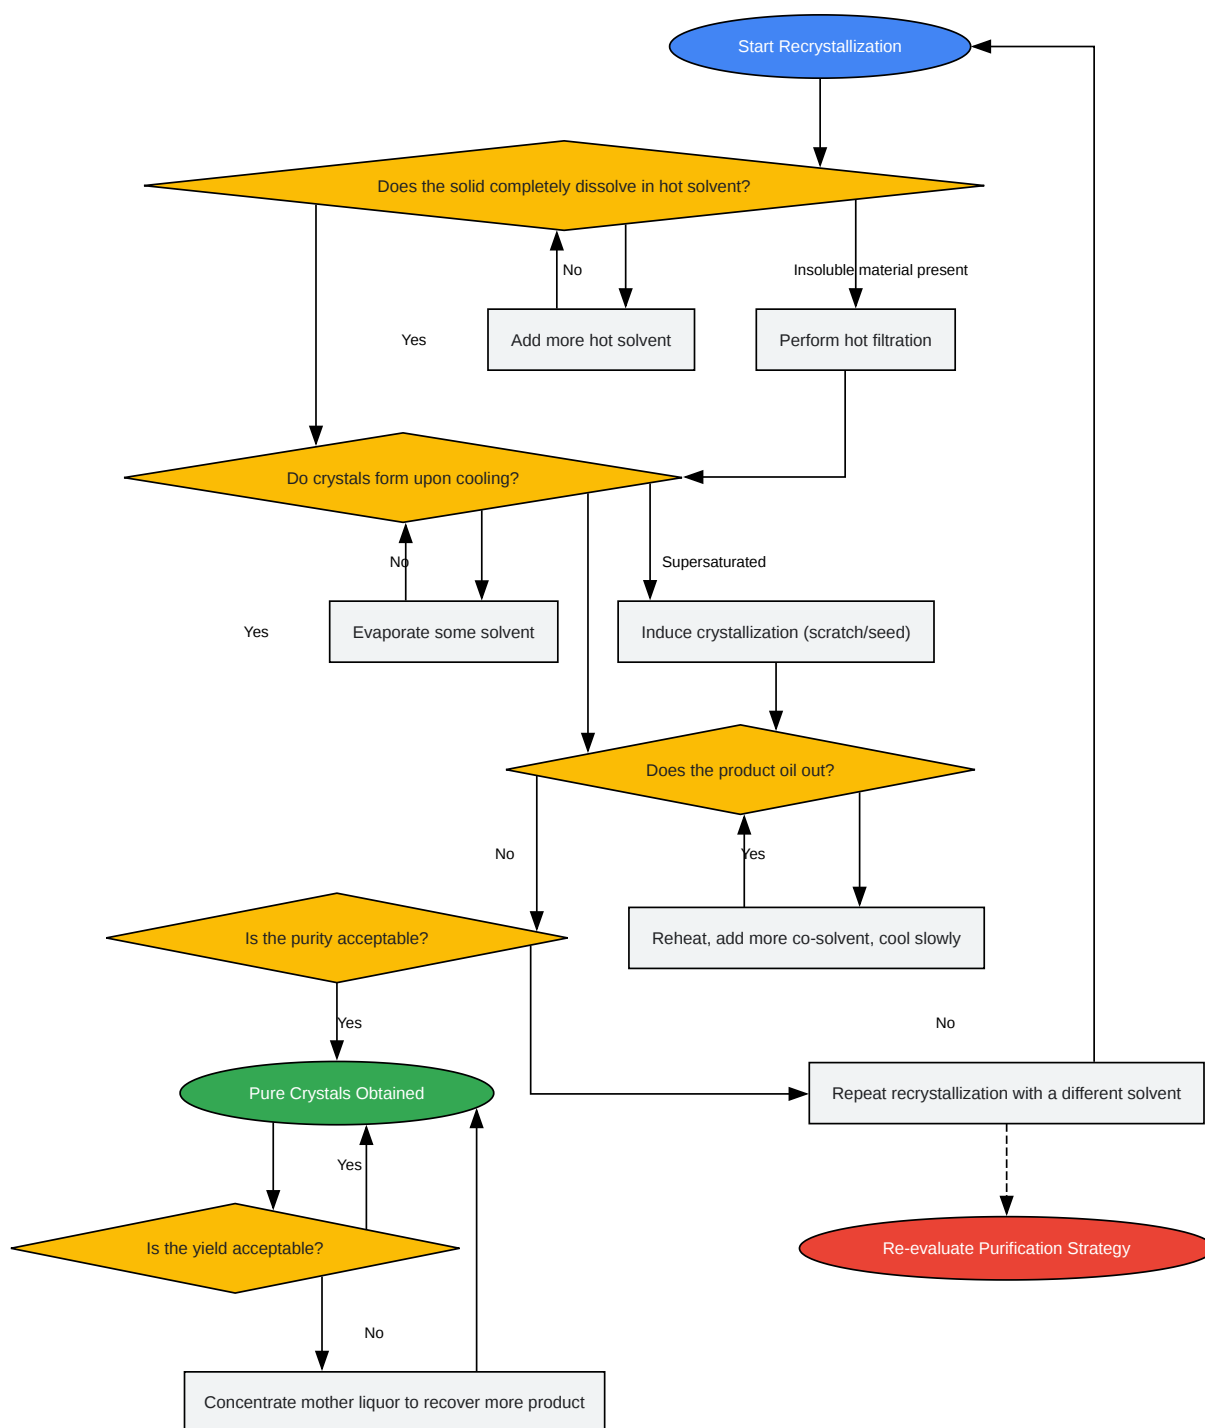 Start Recrystallization
Does the solid completely dissolve in hot solvent?
No
Insoluble material present
Yes
Add more hot solvent
Perform hot filtration
Do crystals form upon cooling?
No
Supersaturated
Yes
Evaporate some solvent
Induce crystallization (scratch/seed)
Does the product oil out?
No
Yes
Is the purity acceptable?
Reheat, add more co-solvent, cool slowly
Yes
No
Pure Crystals Obtained
Repeat recrystallization with a different solvent
Yes
Is the yield acceptable?
Re-evaluate Purification Strategy
No
Concentrate mother liquor to recover more product